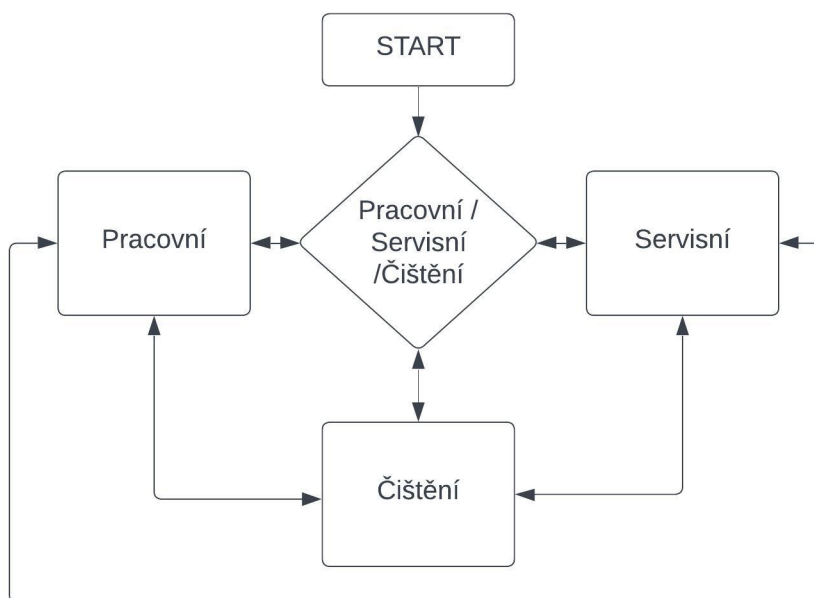 START
Pracovní /
Servisní
/Čištění
Pracovní
Servisní
Čištění